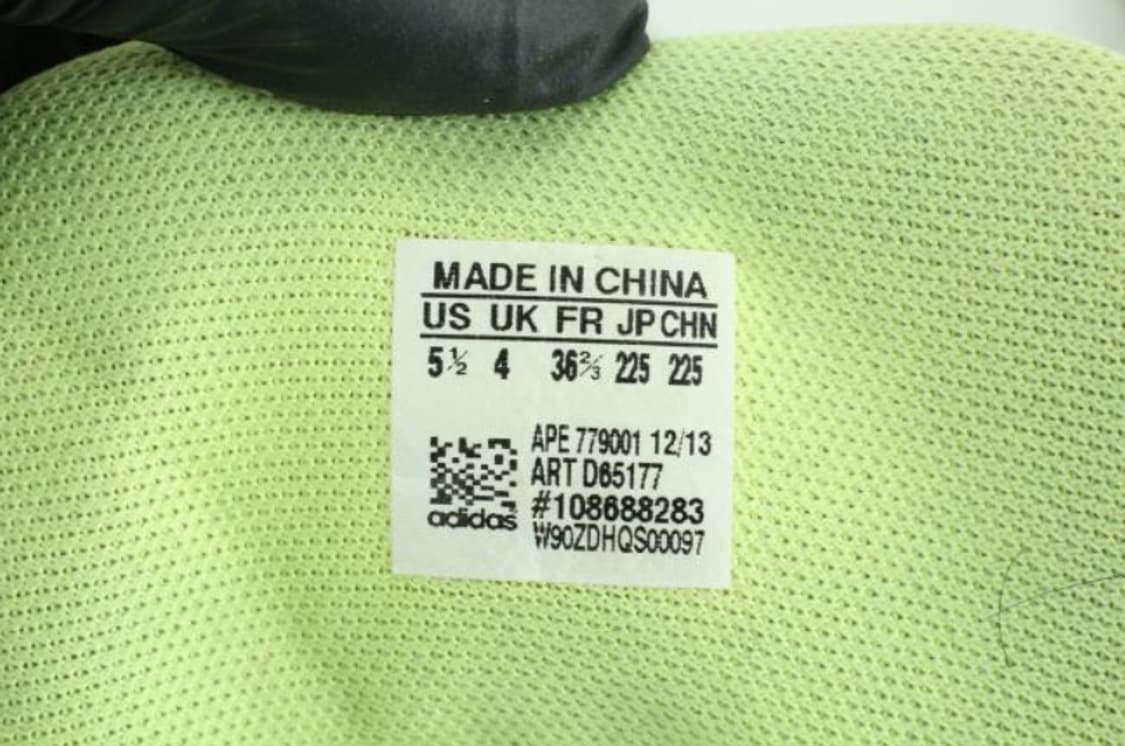 MADE IN CHINA
US UK FR JP CHN
5½ 4 36⅔ 225 225
APE 779001 12/13
ART D65177
#108688283
adidas
W90ZDHQS00097